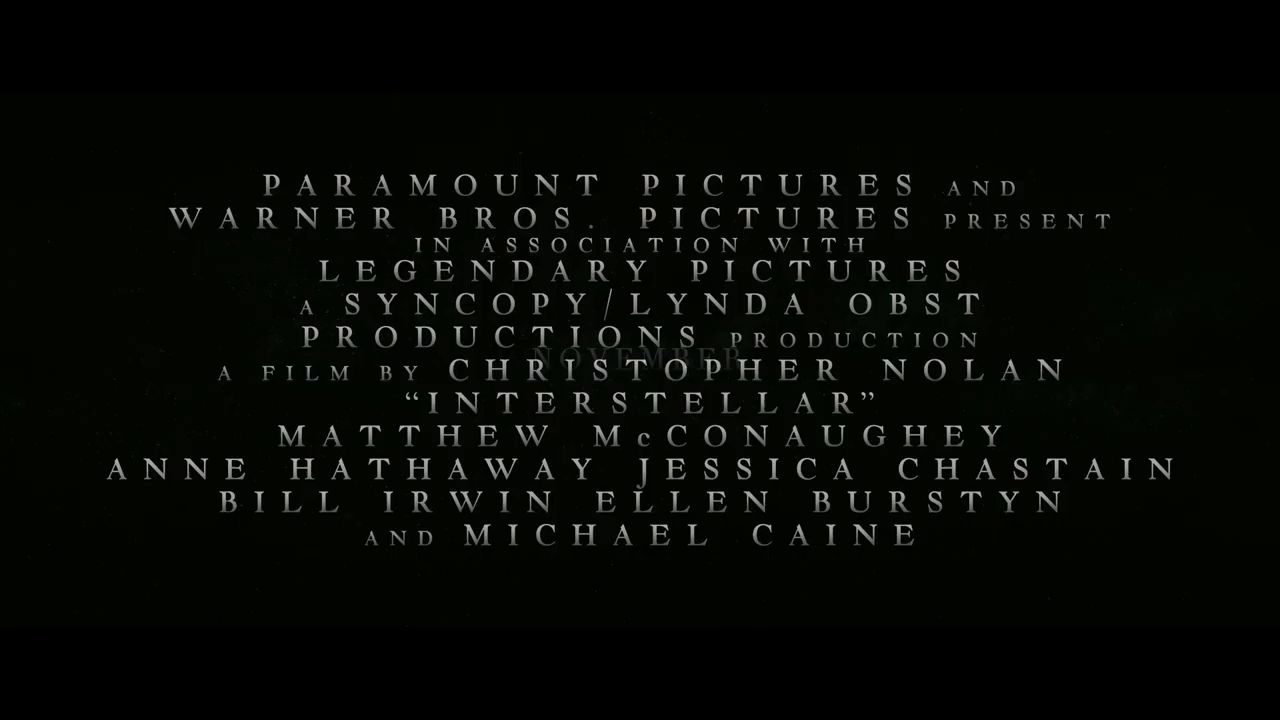 PARAMOUNT PICTURES AND
WARNER BROS. PICTURES PRESENT
IN ASSOCIATION WITH
LEGENDARY PICTURES
A SYNCOPY/LYNDA OBST
PRODUCTIONS PRODUCTION
NOVEMBER
A FILM BY CHRISTOPHER NOLAN
“INTERSTELLAR”
MATTHEW McCONAUGHEY
ANNE HATHAWAY JESSICA CHASTAIN
BILL IRWIN ELLEN BURSTYN
AND MICHAEL CAINE